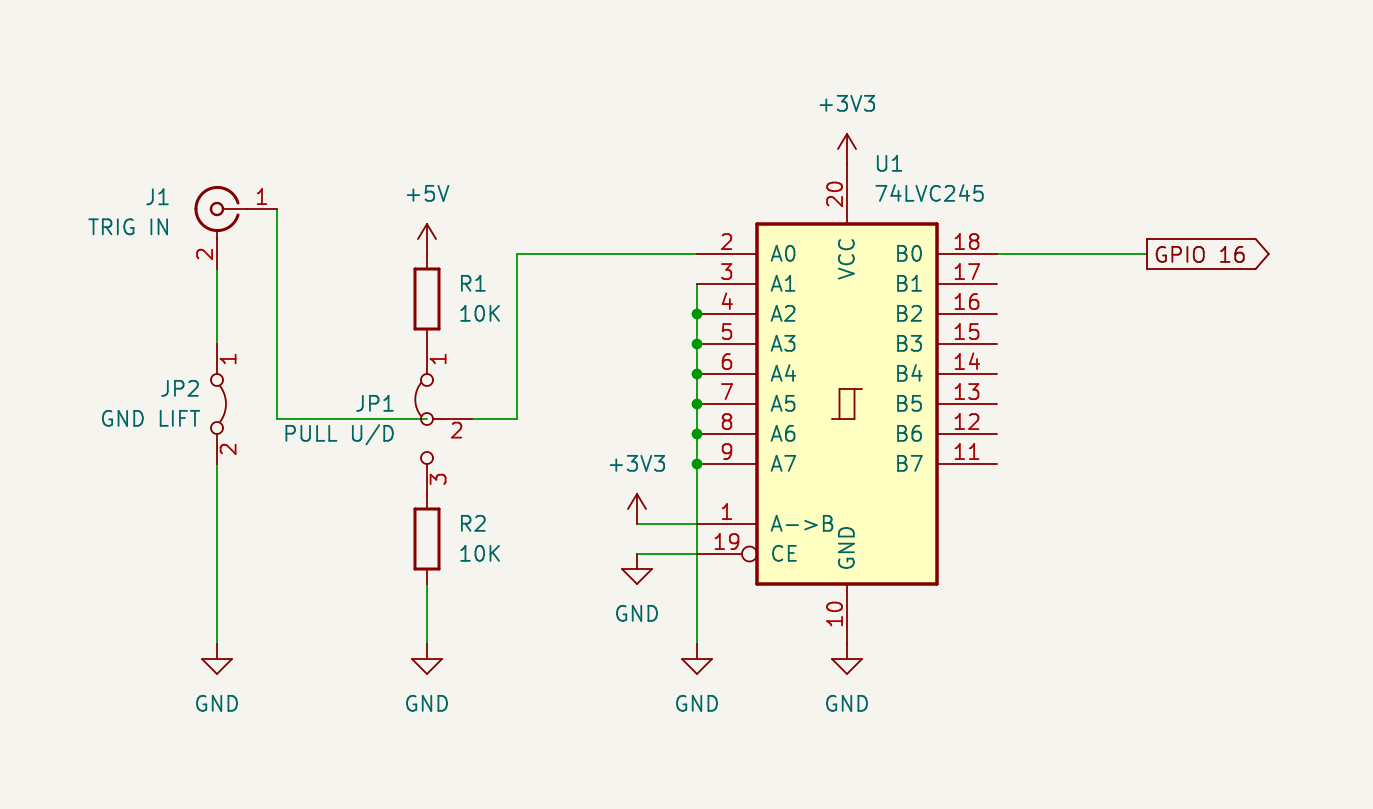 +3V3
U1
74LVC245
20
J1
TRIG IN
1
2
+5V
R1
10K
2
A0
VCC
B0
18
GPIO 16
3
A1
B1
17
4
A2
B2
16
5
A3
B3
15
6
A4
B4
14
7
A5
B5
13
8
A6
B6
12
9
A7
B7
11
1
JP2
GND LIFT
2
1
JP1
PULL U/D
2
3
+3V3
1
A->B
19
CE
GND
GND
R2
10K
10
GND
GND
GND
GND